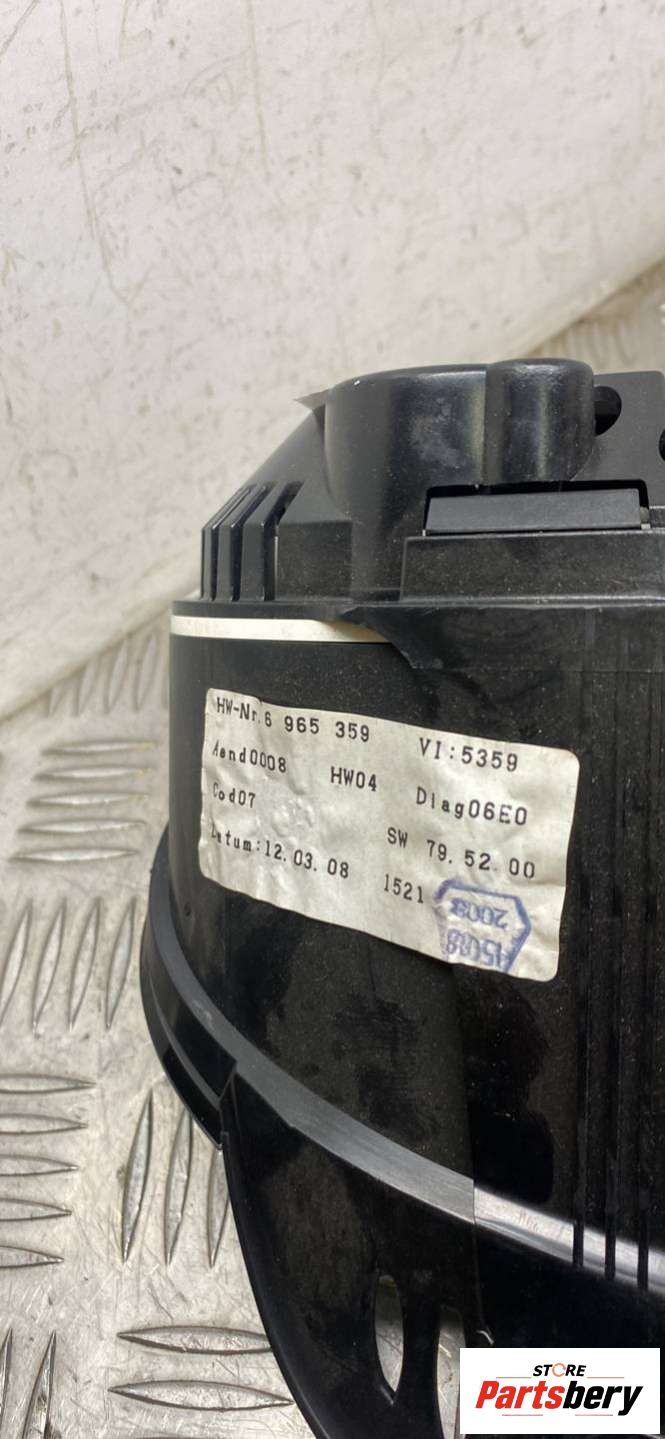 HW-Nr.6 965 359 VI:5359
Aend0008 HW04 Diag06E0
Cod07 SW 79.52.00
Datum:12.03.08 1521
2008
STORE
Partsbery